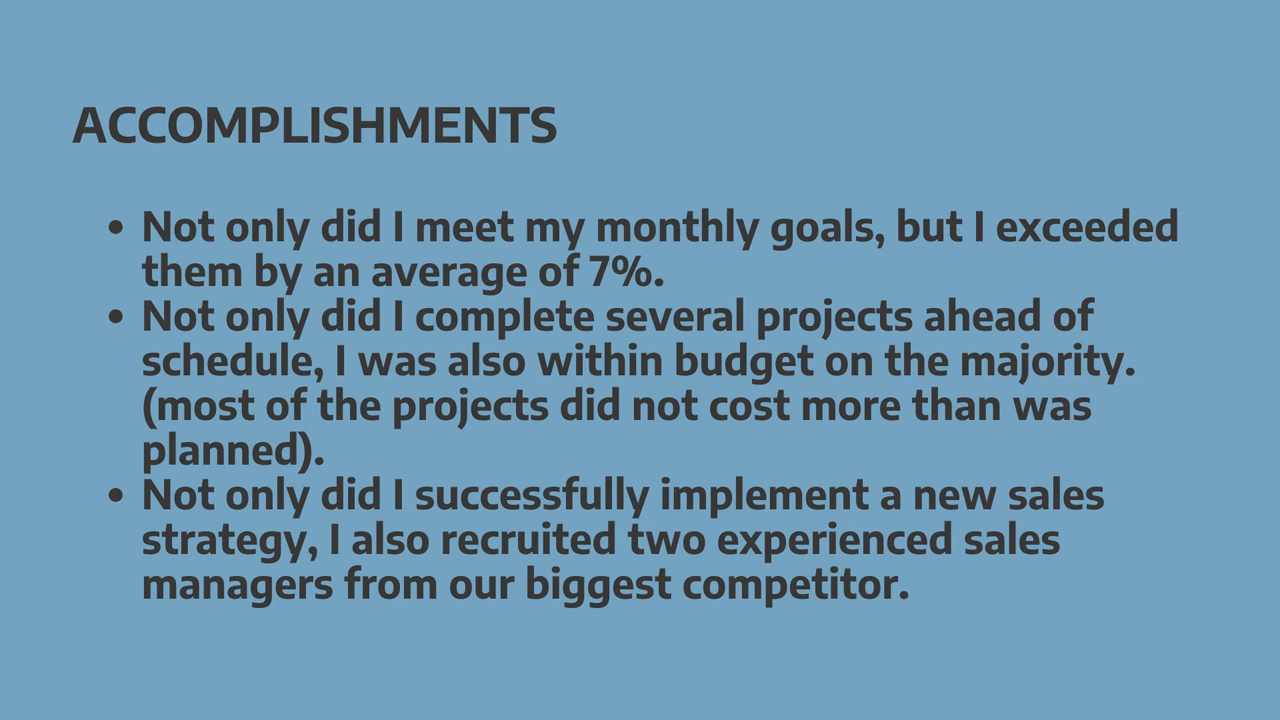 ACCOMPLISHMENTS
• Not only did I meet my monthly goals, but I exceeded
them by an average of 7%.
• Not only did I complete several projects ahead of
schedule, I was also within budget on the majority.
(most of the projects did not cost more than was
planned).
• Not only did I successfully implement a new sales
strategy, I also recruited two experienced sales
managers from our biggest competitor.